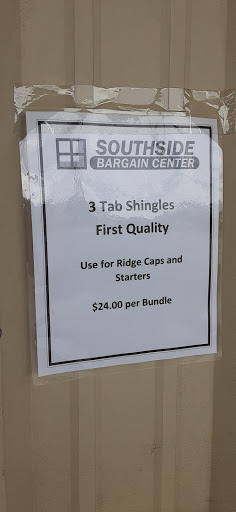 SOUTHSIDE
BARGAIN CENTER
3 Tab Shingles
First Quality
Use for Ridge Caps and
Starters
$24.00 per Bundle